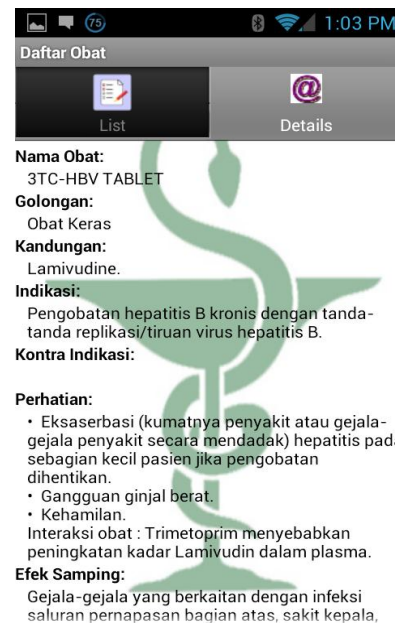 75
1:03 PM
Daftar Obat
List
Details
Nama Obat:
3TC-HBV TABLET
Golongan:
Obat Keras
Kandungan:
Lamivudine.
Indikasi:
Pengobatan hepatitis B kronis dengan tanda-
tanda replikasi/tiruan virus hepatitis B.
Kontra Indikasi:
Perhatian:
• Eksaserbasi (kumatnya penyakit atau gejala-
gejala penyakit secara mendadak) hepatitis pada
sebagian kecil pasien jika pengobatan
dihentikan.
• Gangguan ginjal berat.
• Kehamilan.
Interaksi obat : Trimetoprim menyebabkan
peningkatan kadar Lamivudin dalam plasma.
Efek Samping:
Gejala-gejala yang berkaitan dengan infeksi
saluran pernapasan bagian atas, sakit kepala,